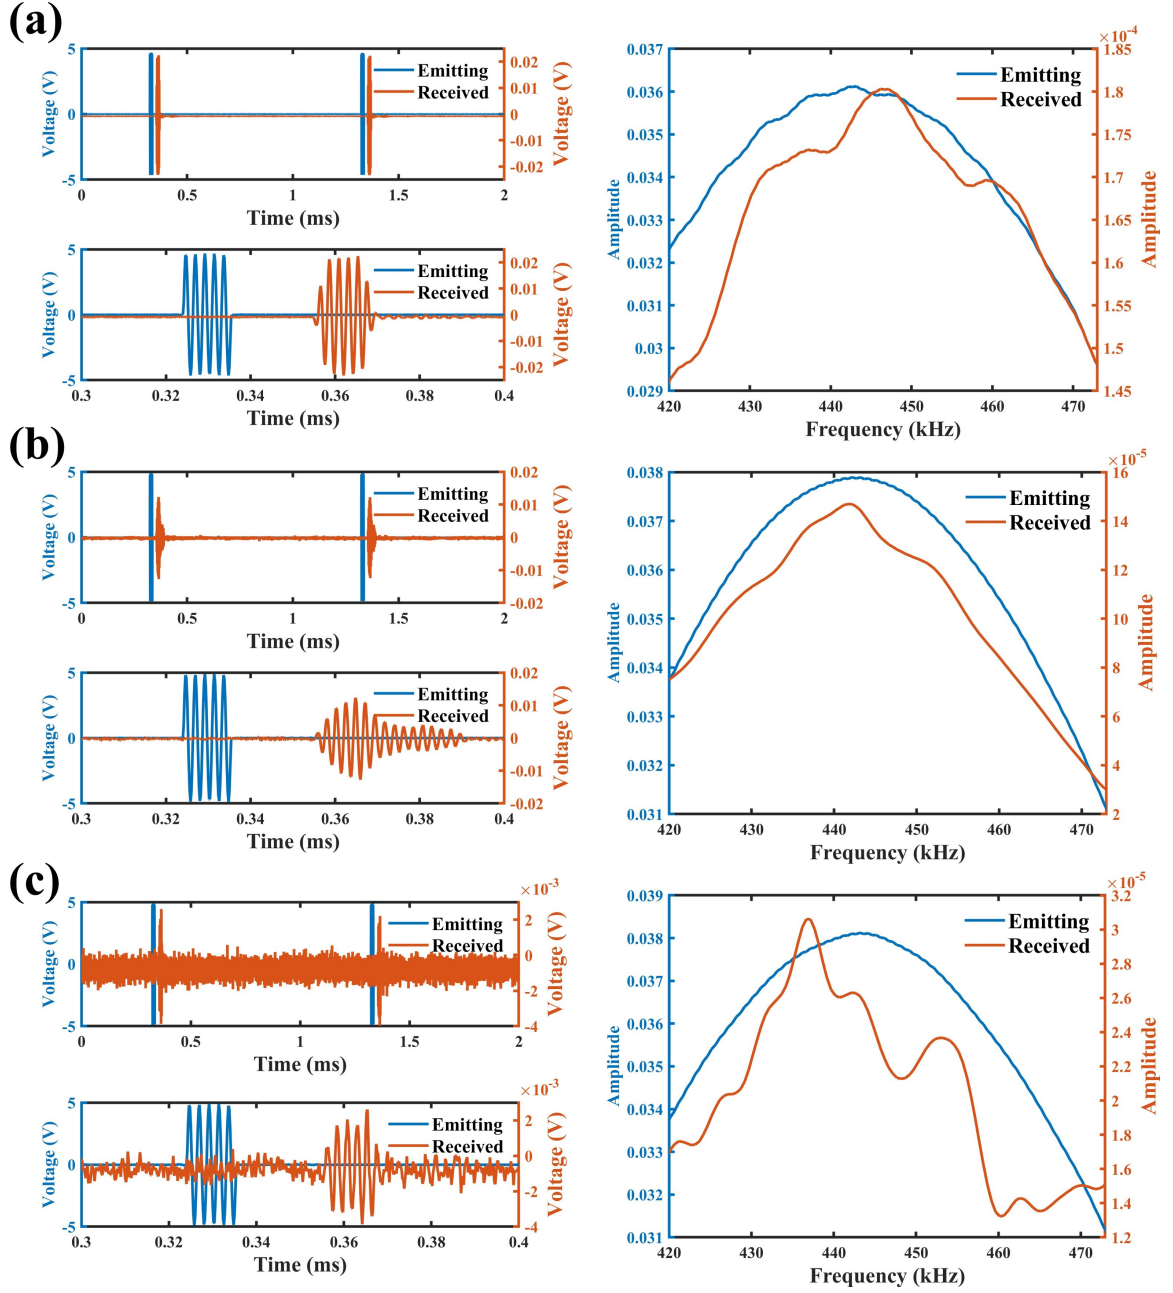 (a)
Voltage (V)
5
0
-5
Emitting
Received
0.02
0.01
0
-0.01
-0.02
Voltage (V)
0 0.5 1 1.5 2
Time (ms)
Voltage (V)
5
0
-5
Emitting
Received
0.02
0.01
0
-0.01
-0.02
Voltage (V)
0.3 0.32 0.34 0.36 0.38 0.4
Time (ms)
×10⁻⁴
Amplitude
0.037
0.036
0.035
0.034
0.033
0.032
0.031
0.03
0.029
Emitting
Received
1.85
1.8
1.75
1.7
1.65
1.6
1.55
1.5
1.45
Amplitude
420 430 440 450 460 470
Frequency (kHz)
(b)
Voltage (V)
5
0
-5
Emitting
Received
0.02
0.01
0
-0.01
-0.02
Voltage (V)
0 0.5 1 1.5 2
Time (ms)
Voltage (V)
5
0
-5
Emitting
Received
0.02
0.01
0
-0.01
-0.02
Voltage (V)
0.3 0.32 0.34 0.36 0.38 0.4
Time (ms)
×10⁻⁵
Amplitude
0.038
0.037
0.036
0.035
0.034
0.033
0.032
0.031
Emitting
Received
16
14
12
10
8
6
4
2
Amplitude
420 430 440 450 460 470
Frequency (kHz)
(c)
×10⁻³
Voltage (V)
5
0
-5
Emitting
Received
2
0
-2
-4
Voltage (V)
0 0.5 1 1.5 2
Time (ms)
×10⁻³
Voltage (V)
5
0
-5
Emitting
Received
2
0
-2
-4
Voltage (V)
0.3 0.32 0.34 0.36 0.38 0.4
Time (ms)
×10⁻⁵
Amplitude
0.039
0.038
0.037
0.036
0.035
0.034
0.033
0.032
0.031
Emitting
Received
3.2
3
2.8
2.6
2.4
2.2
2
1.8
1.6
1.4
1.2
Amplitude
420 430 440 450 460 470
Frequency (kHz)